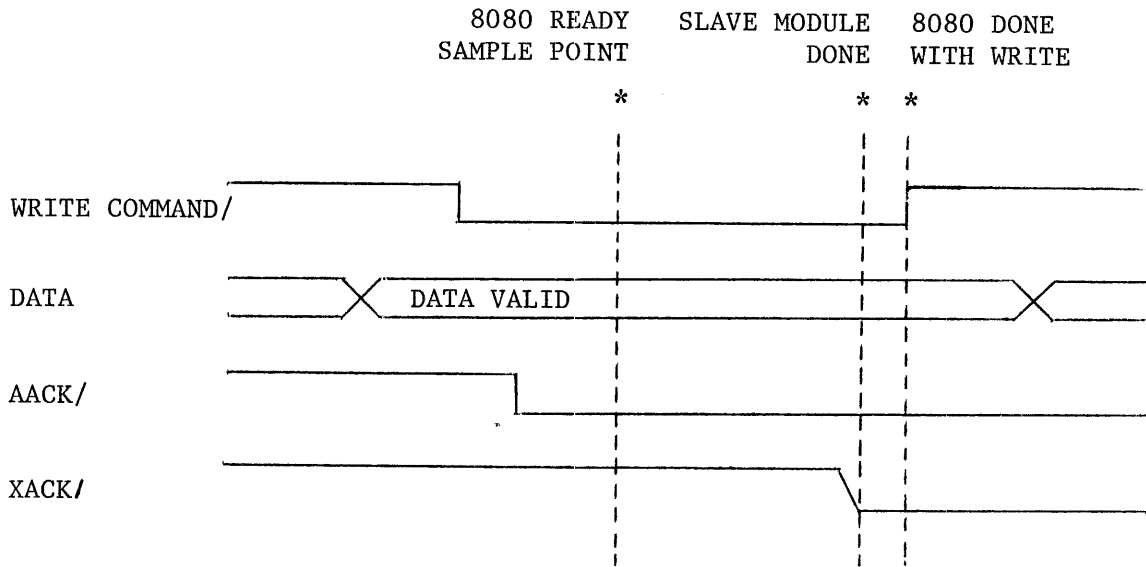 8080 READY SAMPLE POINT
SLAVE MODULE DONE
8080 DONE WITH WRITE
* * *
WRITE COMMAND/
DATA
DATA VALID
AACK/
XACK/